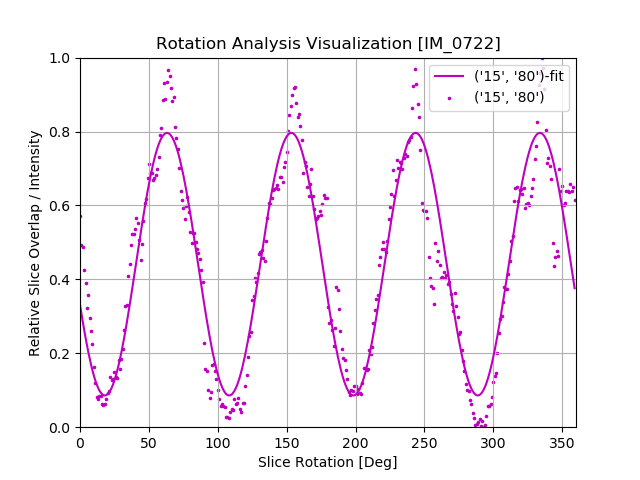 Rotation Analysis Visualization [IM_0722]
('15', '80')-fit
('15', '80')
Relative Slice Overlap / Intensity
1.0
0.8
0.6
0.4
0.2
0.0
0 50 100 150 200 250 300 350
Slice Rotation [Deg]